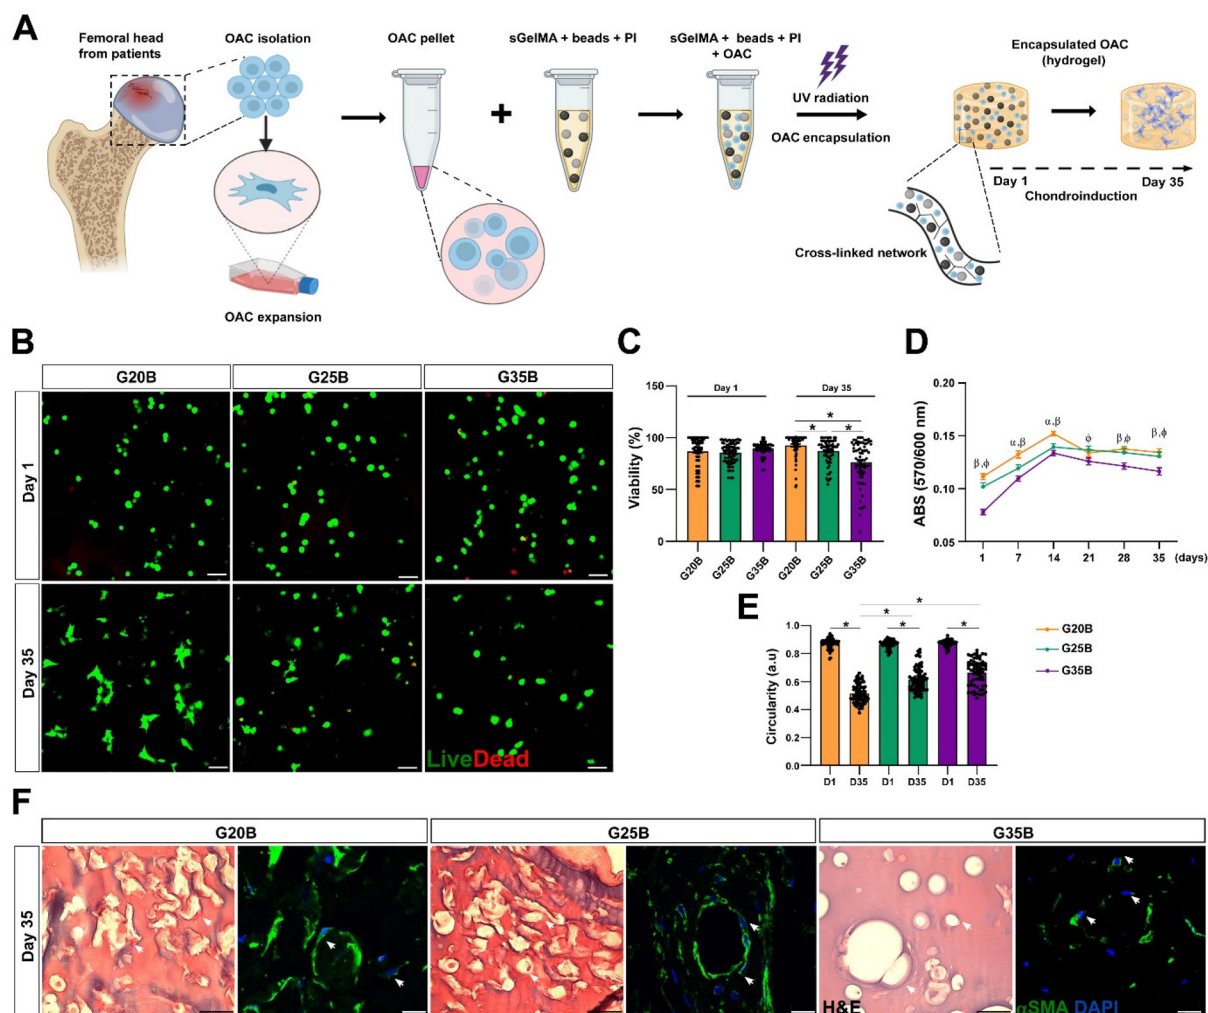 A
Femoral head
from patients
OAC isolation
OAC expansion
OAC pellet
+
sGelMA + beads + PI
sGelMA + beads + PI
+ OAC
UV radiation
OAC encapsulation
Encapsulated OAC
(hydrogel)
Day 1
Day 35
Chondroinduction
Cross-linked network
B
G20B
G25B
G35B
Day 1
Day 35
LiveDead
C
Day 1
Day 35
*
* *
Viability (%)
150
100
50
0
G20B G25B G35B G20B G25B G35B
D
ABS (570/600 nm)
0.20
0.15
0.10
0.05
β,ϕ
α,β
α,β
ϕ
β,ϕ
β,ϕ
1 7 14 21 28 35 (days)
E
*
*
* * *
Circularity (a.u)
1.0
0.8
0.6
0.4
0.2
0.0
D1 D35 D1 D35 D1 D35
G20B
G25B
G35B
F
G20B
G25B
G35B
Day 35
H&E
αSMA DAPI